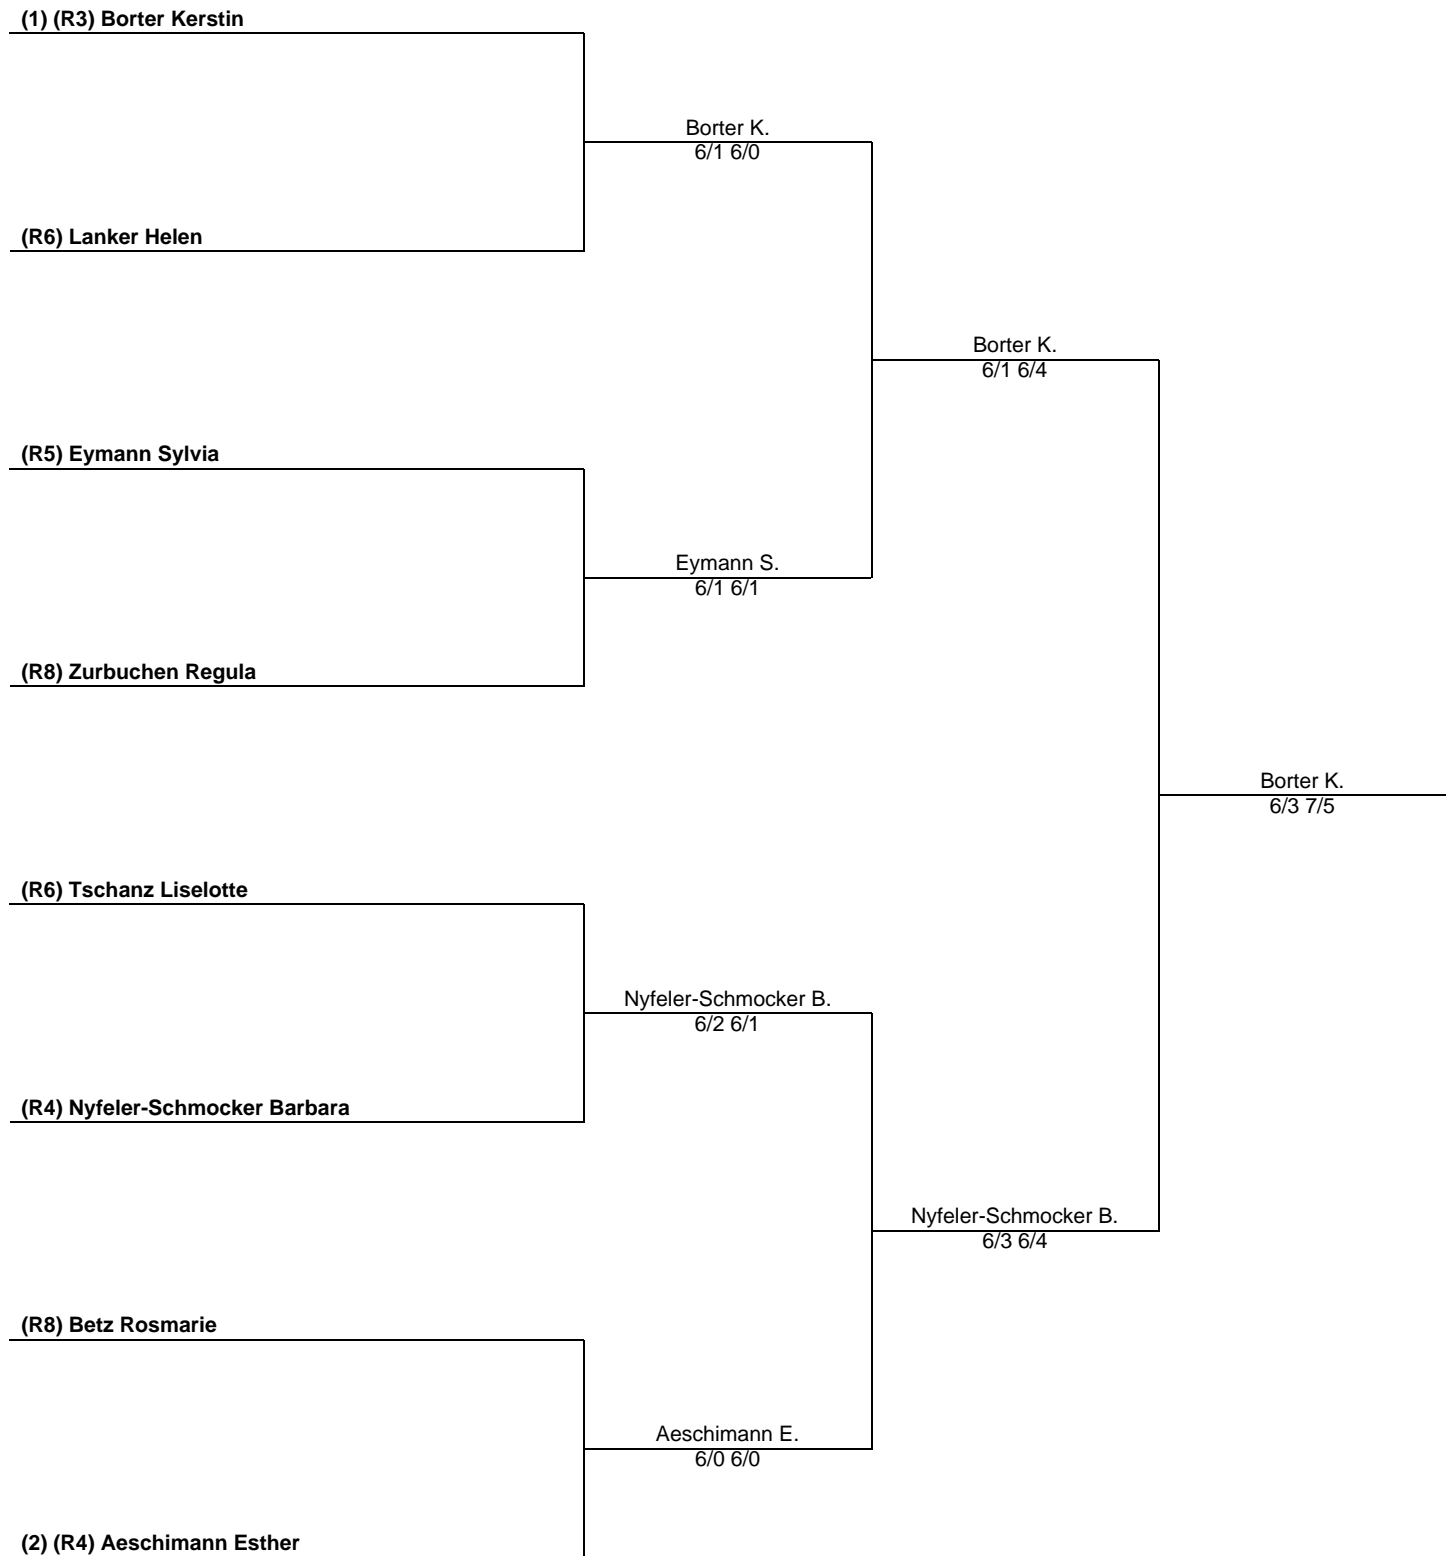 (1) (R3) Borter Kerstin
Borter K.
6/1 6/0
(R6) Lanker Helen
Borter K.
6/1 6/4
(R5) Eymann Sylvia
Eymann S.
6/1 6/1
(R8) Zurbuchen Regula
Borter K.
6/3 7/5
(R6) Tschanz Liselotte
Nyfeler-Schmocker B.
6/2 6/1
(R4) Nyfeler-Schmocker Barbara
Nyfeler-Schmocker B.
6/3 6/4
(R8) Betz Rosmarie
Aeschimann E.
6/0 6/0
(2) (R4) Aeschimann Esther